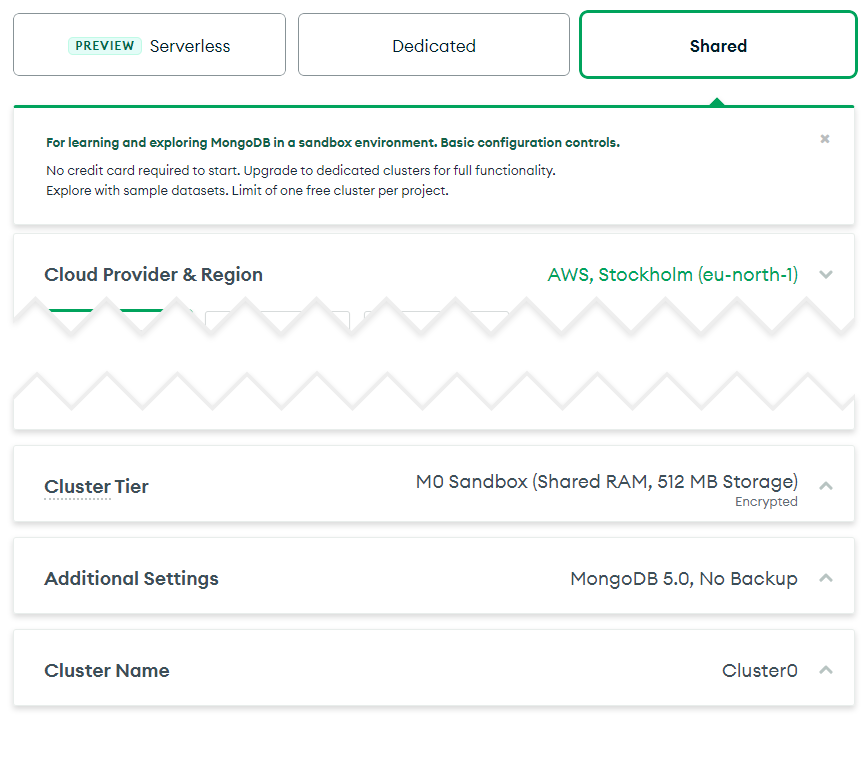 PREVIEW Serverless
Dedicated
Shared
For learning and exploring MongoDB in a sandbox environment. Basic configuration controls.
No credit card required to start. Upgrade to dedicated clusters for full functionality.
Explore with sample datasets. Limit of one free cluster per project.
Cloud Provider & Region
AWS, Stockholm (eu-north-1)
Cluster Tier
M0 Sandbox (Shared RAM, 512 MB Storage)
Encrypted
Additional Settings
MongoDB 5.0, No Backup
Cluster Name
Cluster0